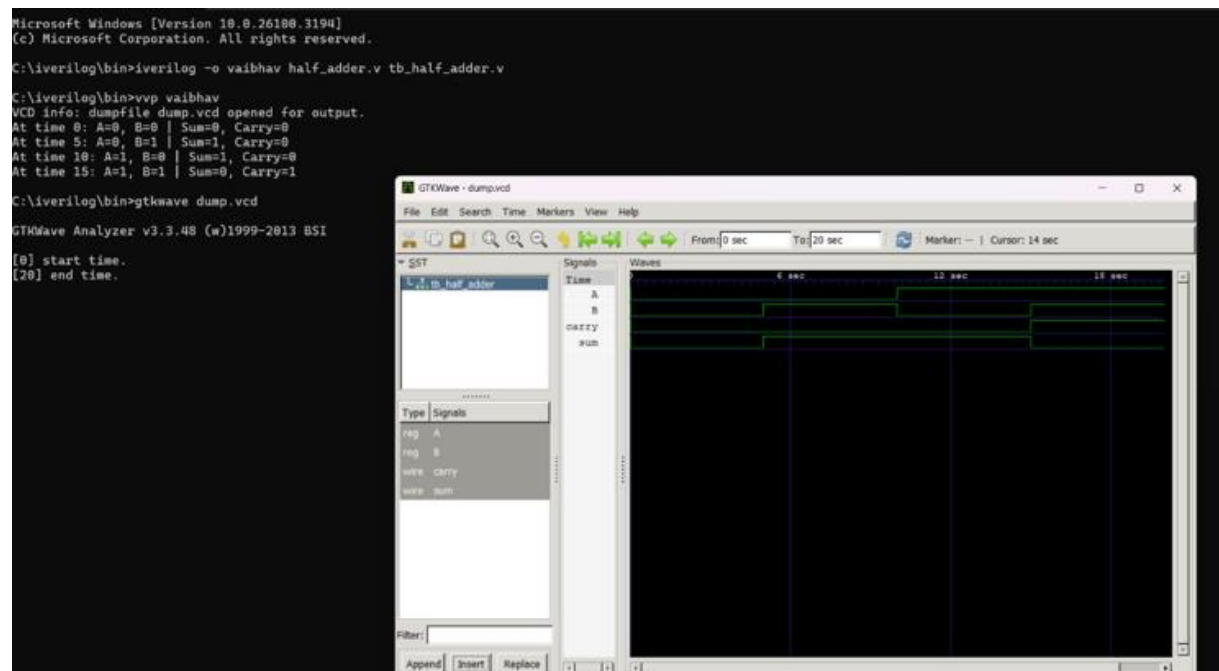 Microsoft Windows [Version 10.0.26100.3194]
(c) Microsoft Corporation. All rights reserved.
C:\iverilog\bin>iverilog -o vaibhav half_adder.v tb_half_adder.v
C:\iverilog\bin>vvp vaibhav
VCD info: dumpfile dump.vcd opened for output.
At time 0: A=0, B=0 | Sum=0, Carry=0
At time 5: A=0, B=1 | Sum=1, Carry=0
At time 10: A=1, B=0 | Sum=1, Carry=0
At time 15: A=1, B=1 | Sum=0, Carry=1
C:\iverilog\bin>gtkwave dump.vcd
GTKWave Analyzer v3.3.48 (w)1999-2013 BSI
[0] start time.
[20] end time.
GTKWave - dump.vcd
File Edit Search Time Markers View Help
From: 0 sec To: 20 sec Marker: -- | Cursor: 14 sec
SST
tb_half_adder
Type Signals
reg A
reg B
wire carry
wire sum
Filter:
Append Insert Replace
Signals
Time
A
B
carry
sum
Waves
6 sec 12 sec 18 sec